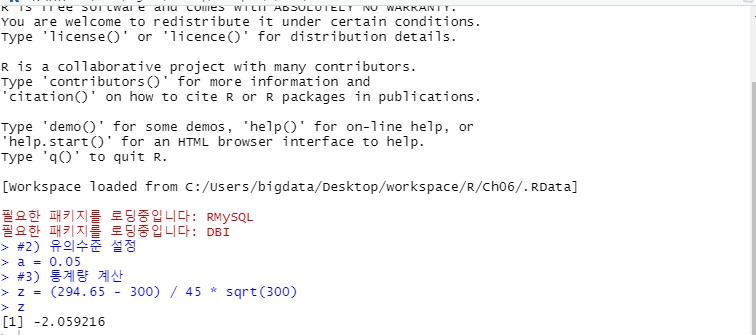 R is free software and comes with ABSOLUTELY NO WARRANTY.
You are welcome to redistribute it under certain conditions.
Type 'license()' or 'licence()' for distribution details.
R is a collaborative project with many contributors.
Type 'contributors()' for more information and
'citation()' on how to cite R or R packages in publications.
Type 'demo()' for some demos, 'help()' for on-line help, or
'help.start()' for an HTML browser interface to help.
Type 'q()' to quit R.
[Workspace loaded from C:/Users/bigdata/Desktop/workspace/R/Ch06/.RData]
필요한 패키지를 로딩중입니다: RMySQL
필요한 패키지를 로딩중입니다: DBI
> #2) 유의수준 설정
> a = 0.05
> #3) 통계량 계산
> z = (294.65 - 300) / 45 * sqrt(300)
> z
[1] -2.059216
>